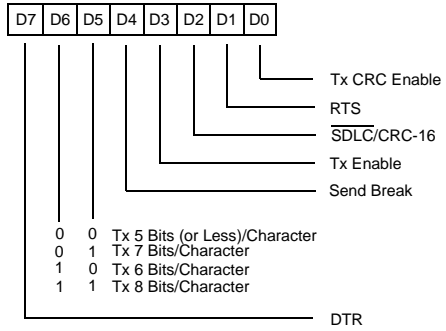 D7 D6 D5 D4 D3 D2 D1 D0
Tx CRC Enable
RTS
SDLC/CRC-16
Tx Enable
Send Break
0 0 Tx 5 Bits (or Less)/Character
0 1 Tx 7 Bits/Character
1 0 Tx 6 Bits/Character
1 1 Tx 8 Bits/Character
DTR